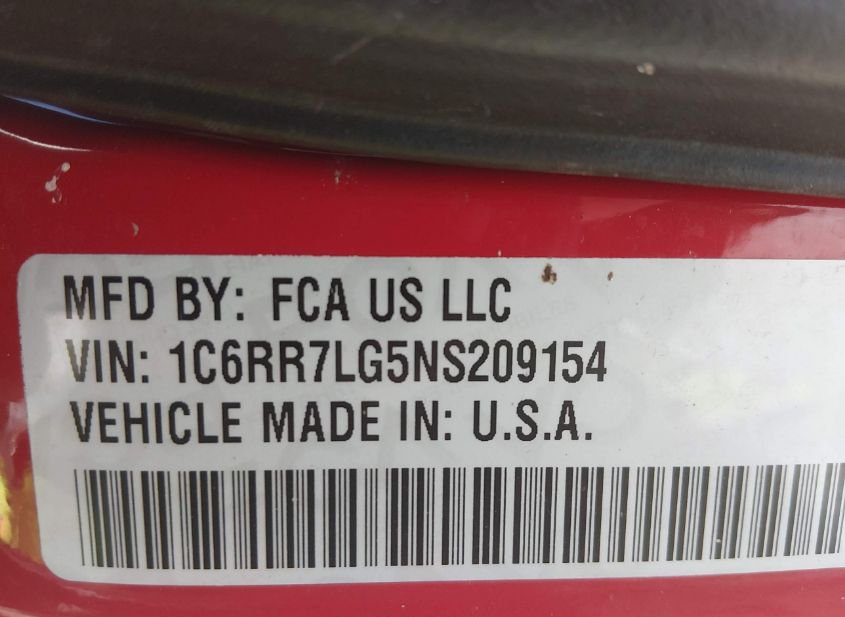 MFD BY: FCA US LLC
VIN: 1C6RR7LG5NS209154
VEHICLE MADE IN: U.S.A.